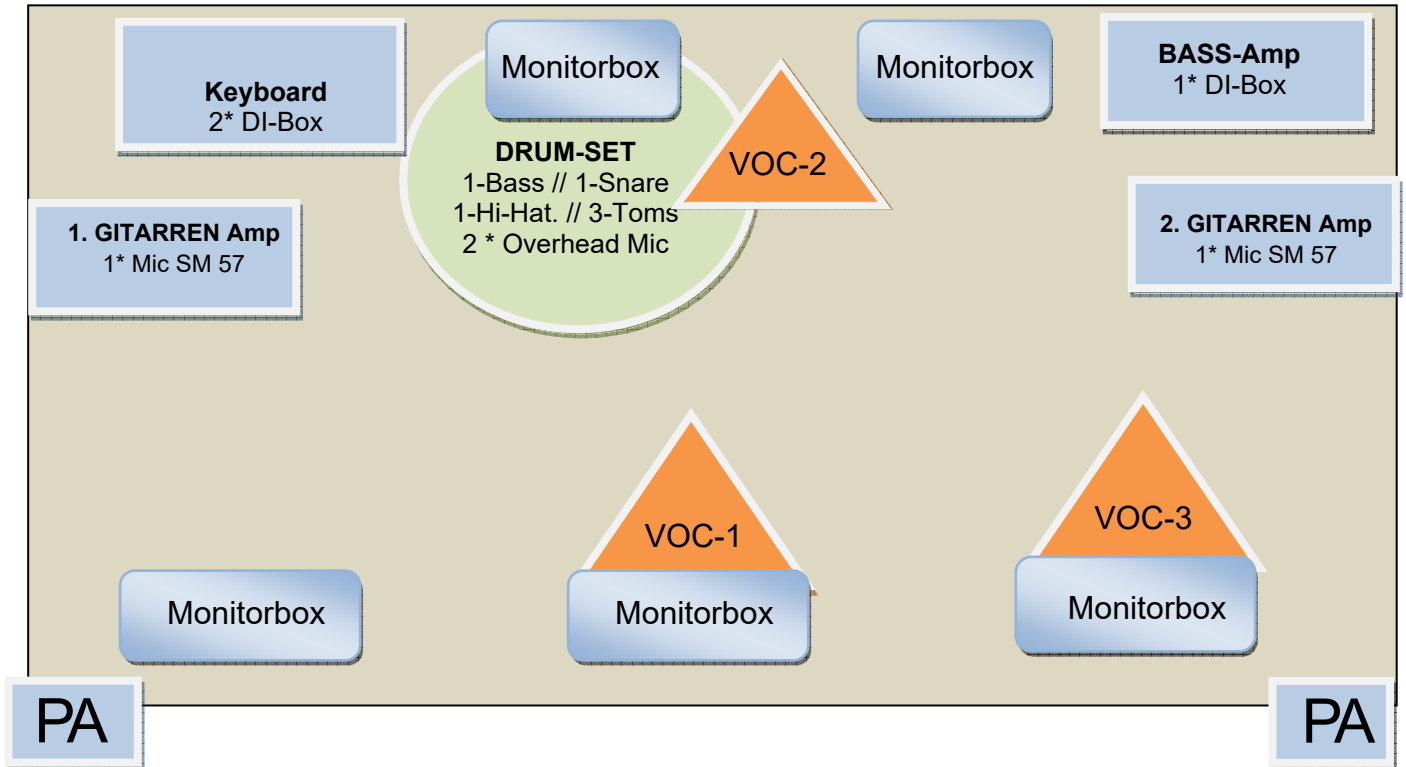 Keyboard
2* DI-Box
Monitorbox
Monitorbox
BASS-Amp
1* DI-Box
DRUM-SET
1-Bass // 1-Snare
1-Hi-Hat. // 3-Toms
2 * Overhead Mic
VOC-2
1. GITARREN Amp
1* Mic SM 57
2. GITARREN Amp
1* Mic SM 57
VOC-1
VOC-3
Monitorbox
Monitorbox
Monitorbox
PA
PA